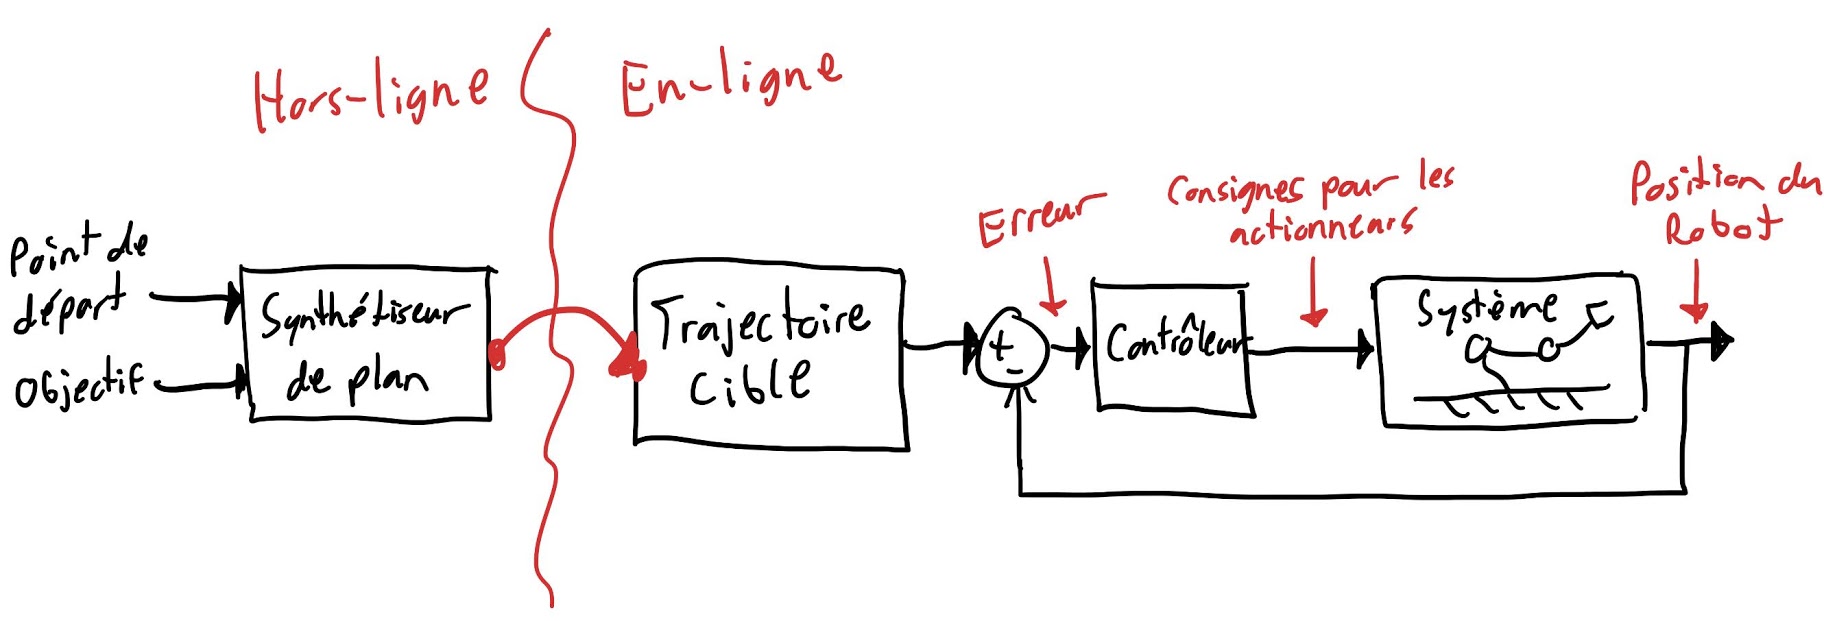 Hors-ligne
En-ligne
Point de
départ
Objectif
Synthétiseur
de plan
Trajectoire
Cible
+
-
Erreur
Contrôleur
Consignes pour les
actionneurs
Système
Position du
Robot